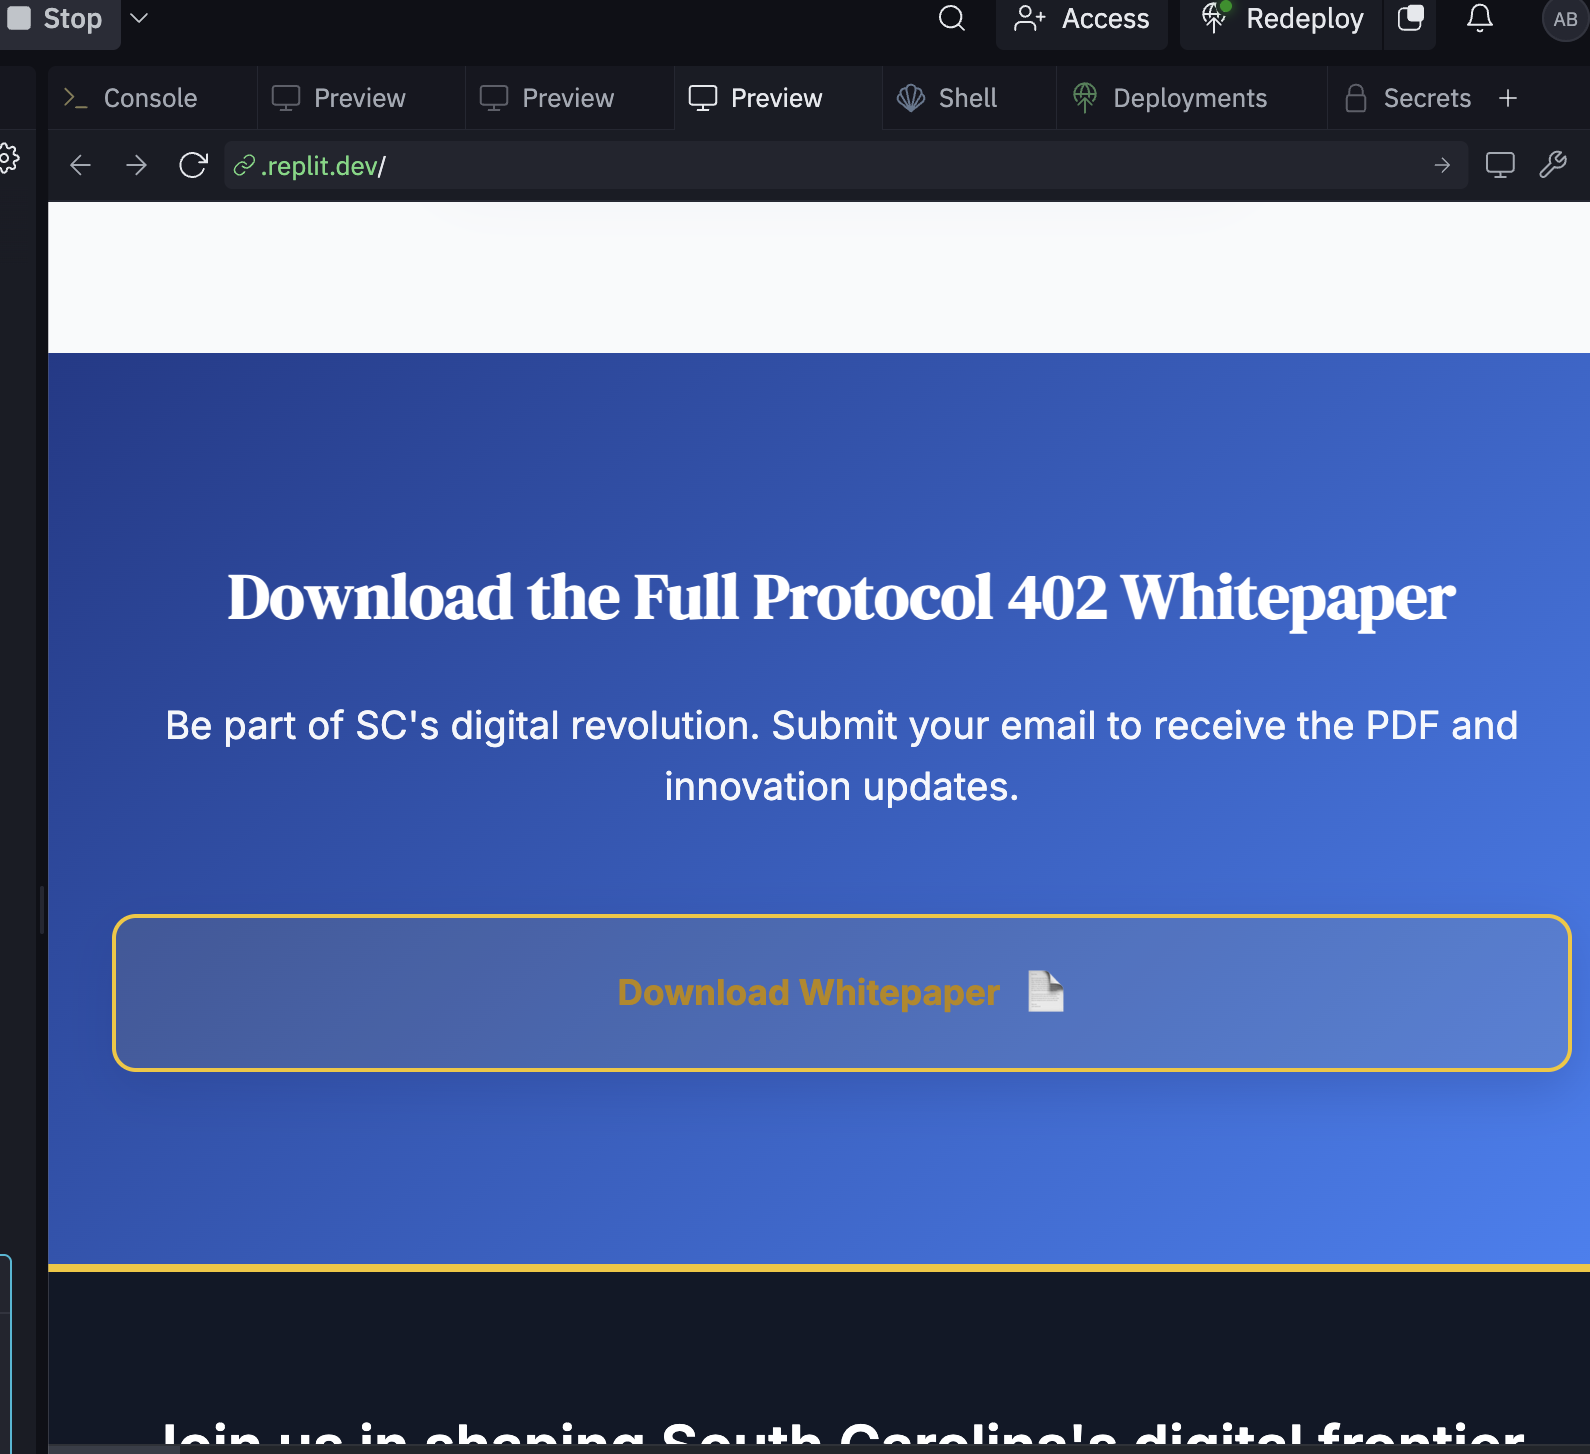 Stop
Access
Redeploy
AB
Console
Preview
Preview
Preview
Shell
Deployments
Secrets
.replit.dev/
Download the Full Protocol 402 Whitepaper
Be part of SC's digital revolution. Submit your email to receive the PDF and
innovation updates.
Download Whitepaper
Join us in shaping South Carolina's digital frontier